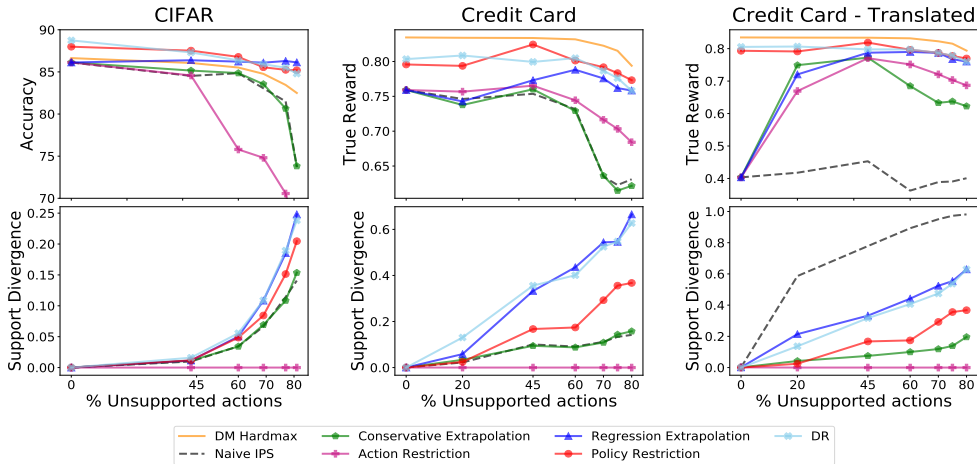 CIFAR
Credit Card
Credit Card - Translated
Accuracy
90
85
80
75
70
True Reward
0.80
0.75
0.70
0.65
True Reward
0.8
0.7
0.6
0.5
0.4
Support Divergence
0.25
0.20
0.15
0.10
0.05
0.00
0 45 60 70 80
% Unsupported actions
Support Divergence
0.6
0.4
0.2
0.0
0 20 45 60 70 80
% Unsupported actions
Support Divergence
1.0
0.8
0.6
0.4
0.2
0.0
0 20 45 60 70 80
% Unsupported actions
DM Hardmax Conservative Extrapolation Regression Extrapolation DR
Naive IPS Action Restriction Policy Restriction